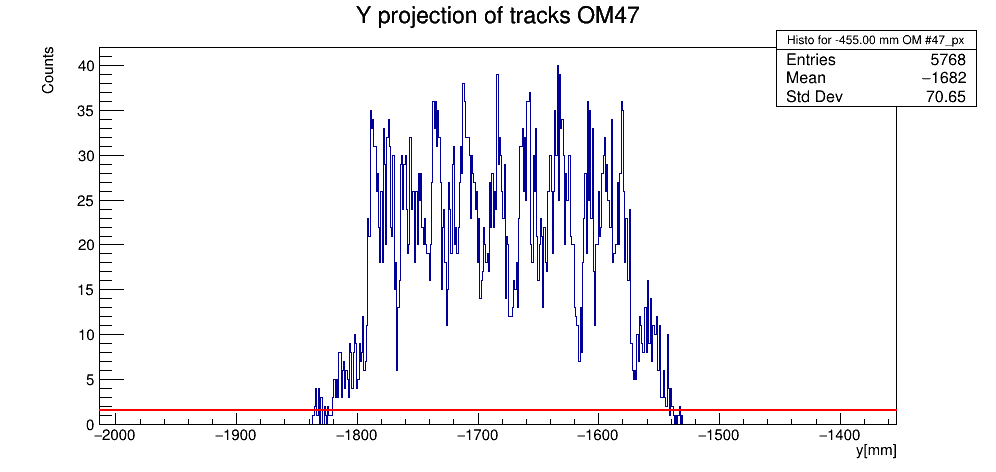 Y projection of tracks OM47
Histo for -455.00 mm OM #47_px
Entries 5768
Mean −1682
Std Dev 70.65
Counts
40
35
30
25
20
15
10
5
0
−2000 −1900 −1800 −1700 −1600 −1500 −1400
y[mm]